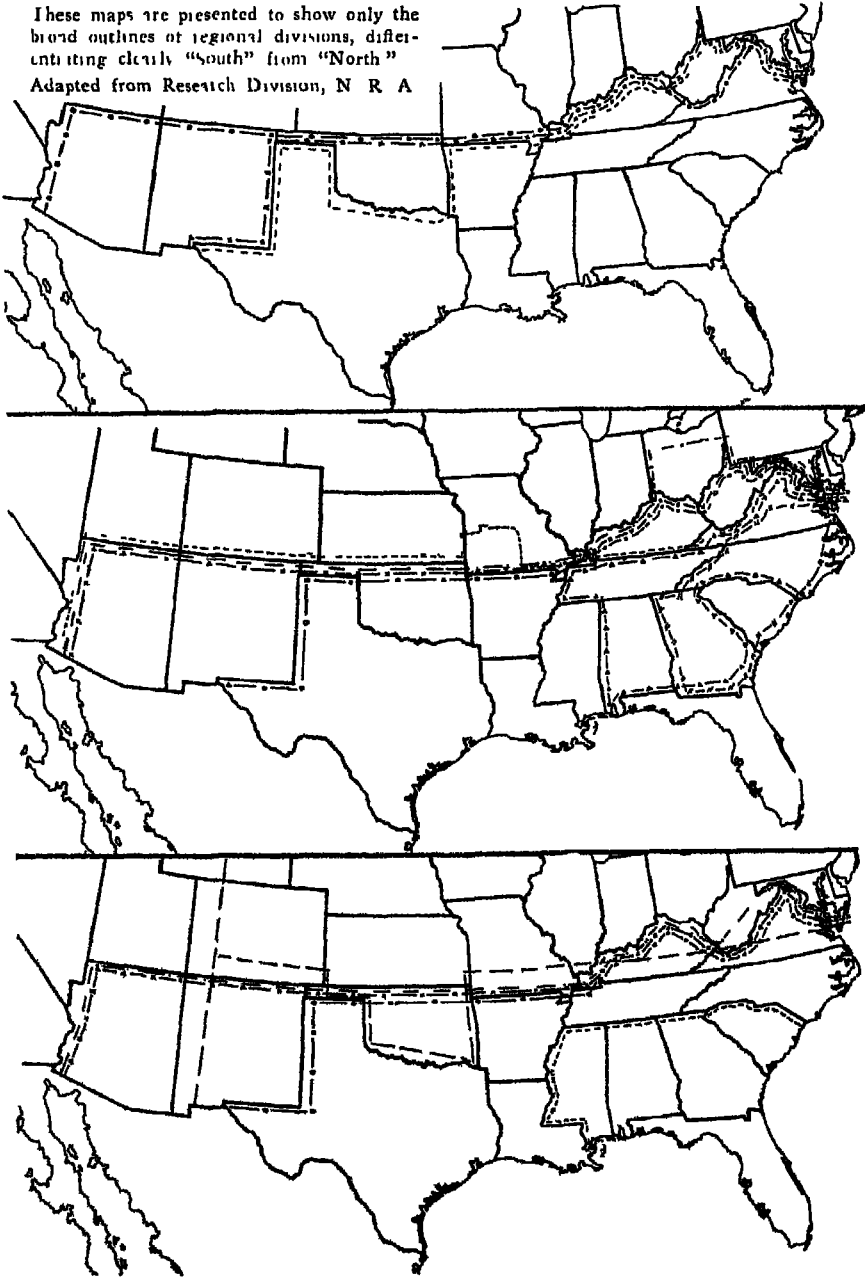 These maps are presented to show only the
broad outlines of regional divisions, differ-
entiating clearly “South” from “North”
Adapted from Research Division, N R A